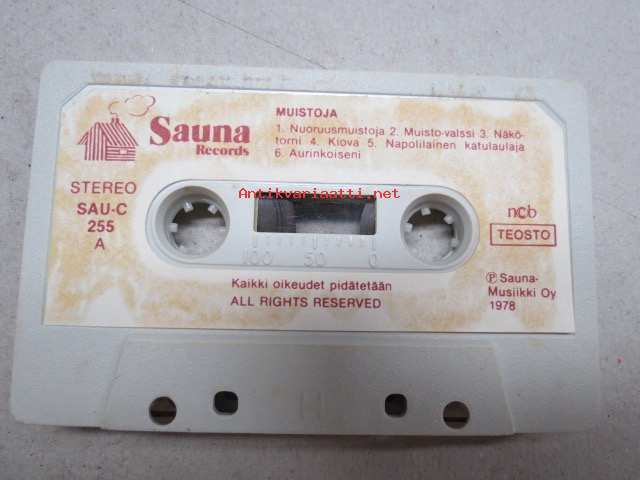 Sauna
Records
MUISTOJA
1. Nuoruusmuistoja 2. Muisto-valssi 3. Näkö-
torni 4. Kiova 5. Napolilainen katulaulaja
6. Aurinkoiseni
STEREO
SAU-C
255
A
Antikvariaatti.net
100 50 0
ncb
TEOSTO
Kaikki oikeudet pidätetään
ALL RIGHTS RESERVED
Ⓟ Sauna-
Musiikki Oy
1978